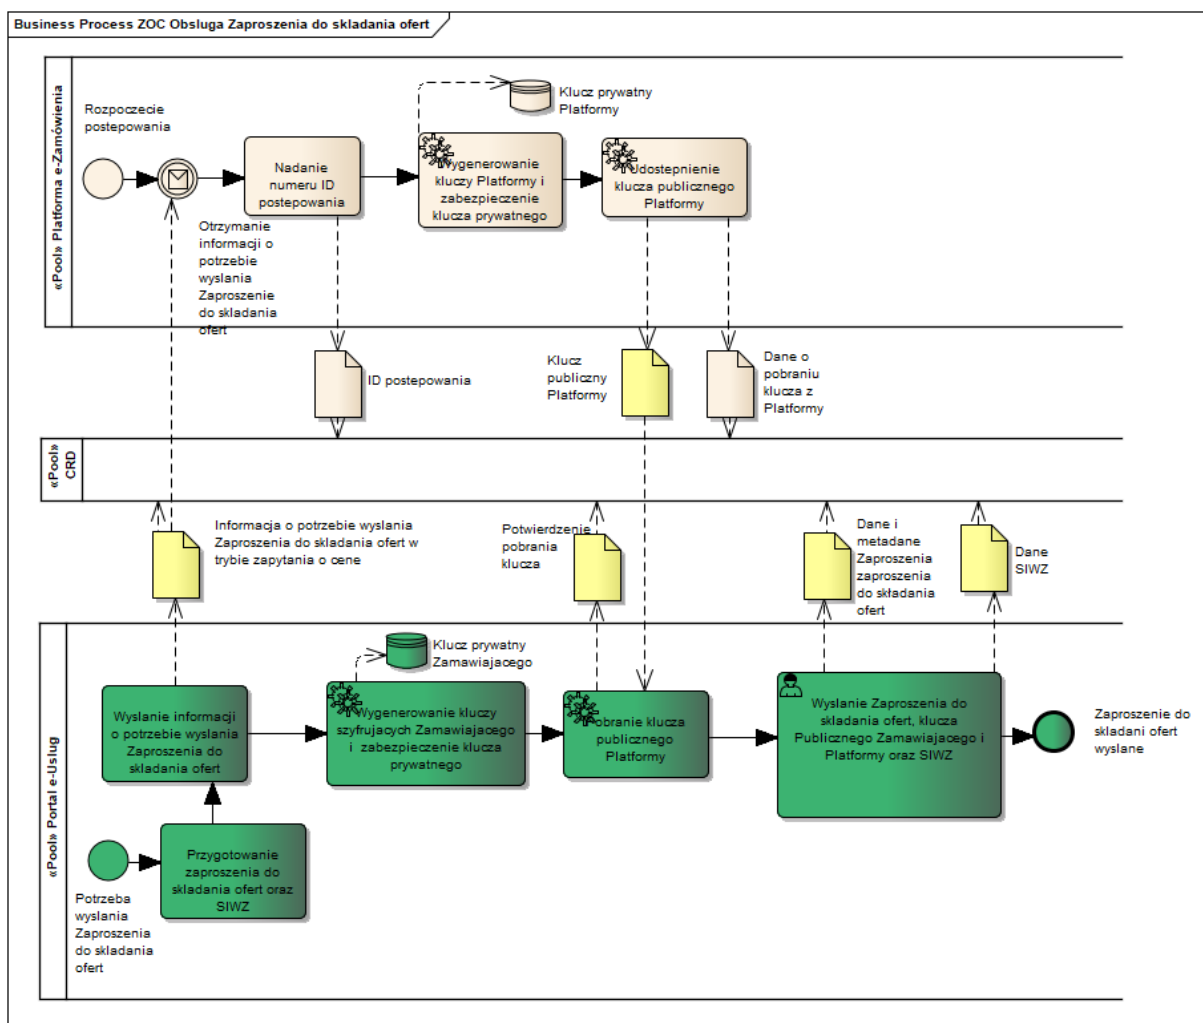 Business Process ZOC Obsluga Zaproszenia do skladania ofert
«Pool» Platforma e-Zamówienia
Rozpoczecie
postepowania
Klucz prywatny
Platformy
Nadanie
numeru ID
postepowania
Wygenerowanie
kluczy Platformy i
zabezpieczenie
klucza prywatnego
Udostepnienie
klucza publicznego
Platformy
Otrzymanie
informacji o
potrzebie
wyslania
Zaproszenie
do skladania
ofert
ID postepowania
Klucz
publiczny
Platformy
Dane o
pobraniu
klucza z
Platformy
«Pool»
CRD
Informacja o potrzebie wyslania
Zaproszenia do skladania ofert w
trybie zapytania o cene
Potwierdzenie
pobrania
klucza
Dane i
metadane
Zaproszenia
zaproszenia
do składania
ofert
Dane
SIWZ
«Pool» Portal e-Uslug
Klucz prywatny
Zamawiajacego
Wyslanie informacji
o potrzebie wyslania
Zaproszenia do
skladania ofert
Wygenerowanie kluczy
szyfrujacych Zamawiajacego
i zabezpieczenie klucza
prywatnego
Pobranie klucza
publicznego
Platformy
Wyslanie Zaproszenia do
skladania ofert, klucza
Publicznego Zamawiajacego i
Platformy oraz SIWZ
Zaproszenie do
skladani ofert
wyslane
Przygotowanie
zaproszenia do
skladania ofert oraz
SIWZ
Potrzeba
wyslania
Zaproszenia
do skladania
ofert